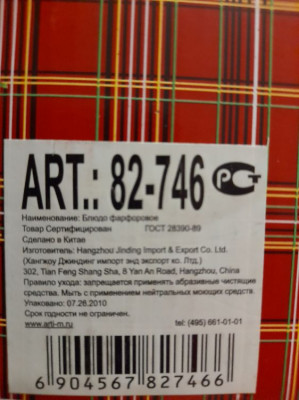 ART.: 82-746 РСТ
Наименование: Блюдо фарфоровое
Товар Сертифицирован ГОСТ 28390-89
Сделано в Китае
Изготовитель: Hangzhou Jinding Import & Export Co. Ltd.
(Хангжоу Джиндинг импорт энд экспорт ко. Лтд.)
302, Tian Feng Shang Sha, 8 Yan An Road, Hangzhou, China
Правило ухода: запрещается применять абразивные чистящие
средства. Мыть с применением нейтральных моющих средств.
Упаковано: 07.28.2010
Срок годности не ограничен.
www.arti-m.ru tel: (495) 661-01-01
6 904567 827466